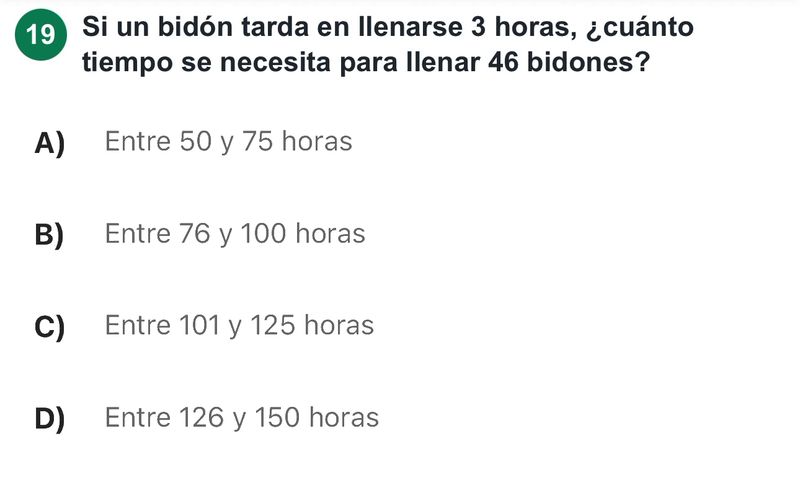 19 Si un bidón tarda en llenarse 3 horas, ¿cuánto
tiempo se necesita para llenar 46 bidones?
A) Entre 50 y 75 horas
B) Entre 76 y 100 horas
C) Entre 101 y 125 horas
D) Entre 126 y 150 horas